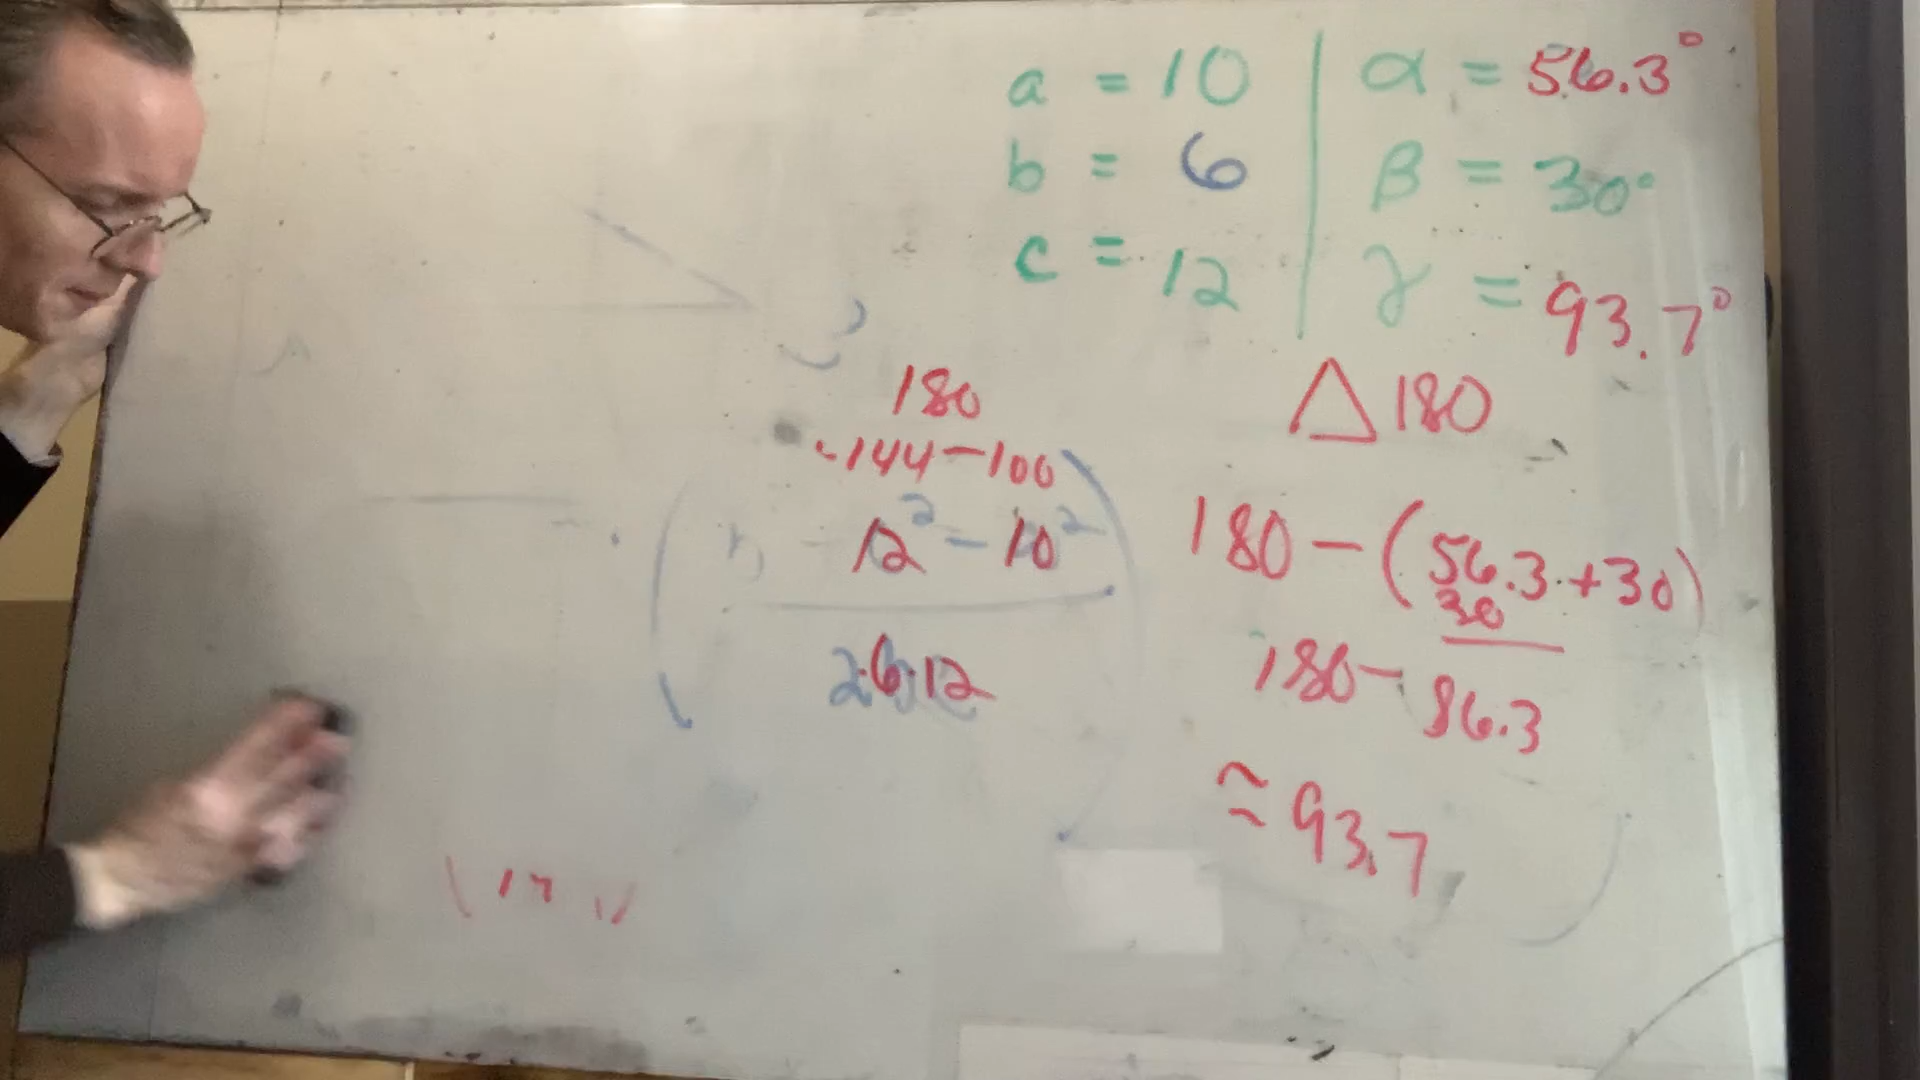 a = 10 | α = 56.3°
b = 6 | β = 30°
c = 12 | γ = 93.7°
180
△ 180
144 - 100
12² - 10²
180 - (56.3 + 30)
30
2·6·12
180 - 86.3
≅ 93.7